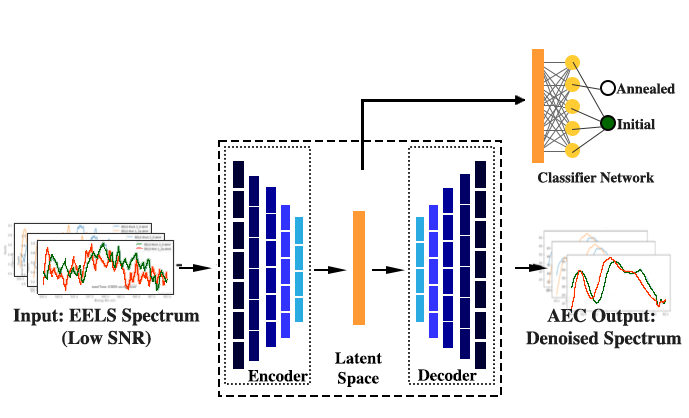 Annealed
Initial
Classifier Network
Input: EELS Spectrum
(Low SNR)
Encoder
Latent
Space
Decoder
AEC Output:
Denoised Spectrum